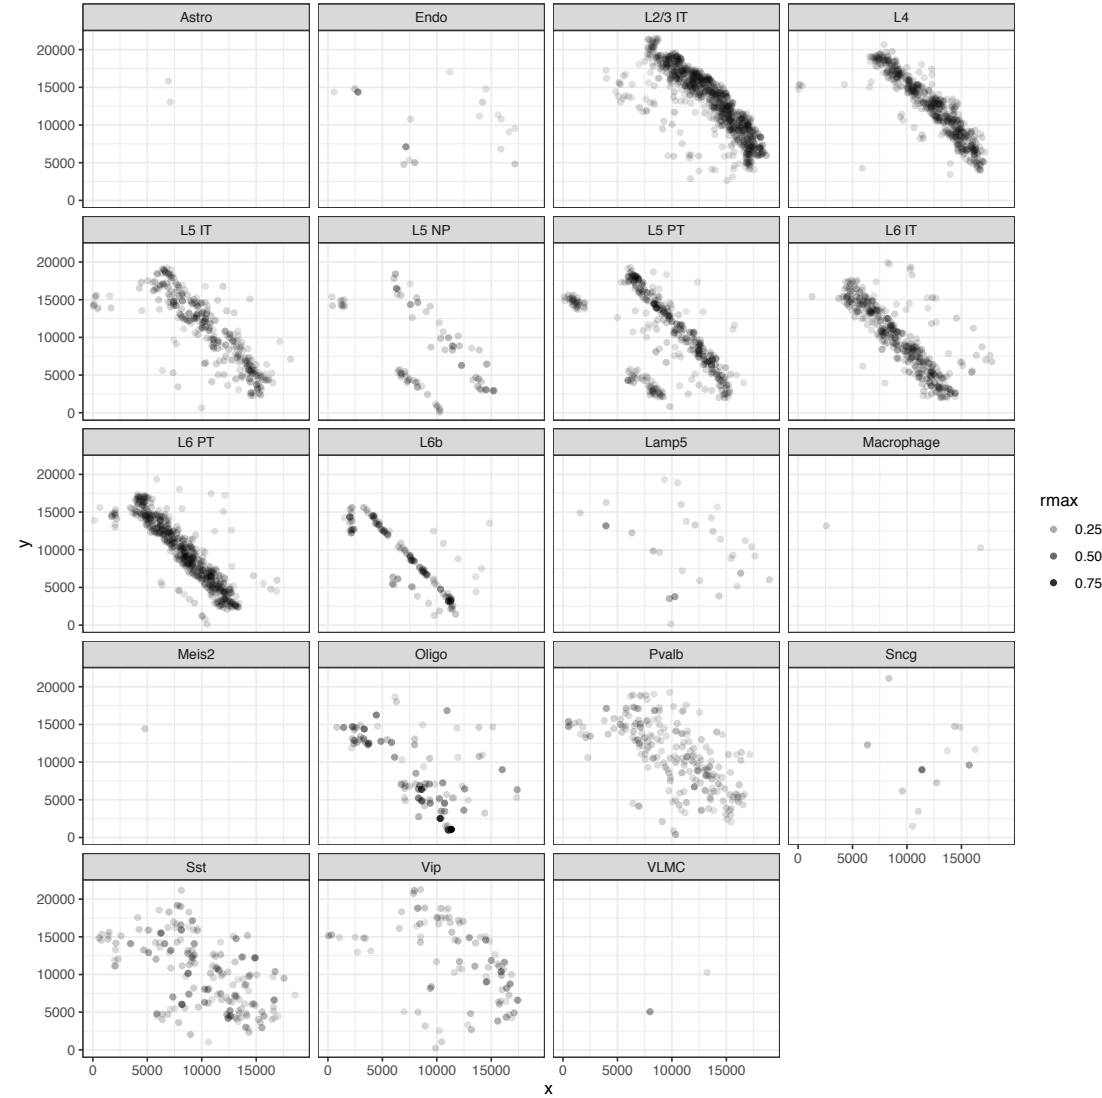 Astro Endo L2/3 IT L4
20000
15000
10000
5000
0
L5 IT L5 NP L5 PT L6 IT
20000
15000
10000
5000
0
L6 PT L6b Lamp5 Macrophage
20000
15000
10000
5000
0
y
rmax
0.25
0.50
0.75
Meis2 Oligo Pvalb Sncg
20000
15000
10000
5000
0
0 5000 10000 15000
Sst Vip VLMC
20000
15000
10000
5000
0
0 5000 10000 15000 0 5000 10000 15000 0 5000 10000 15000
x